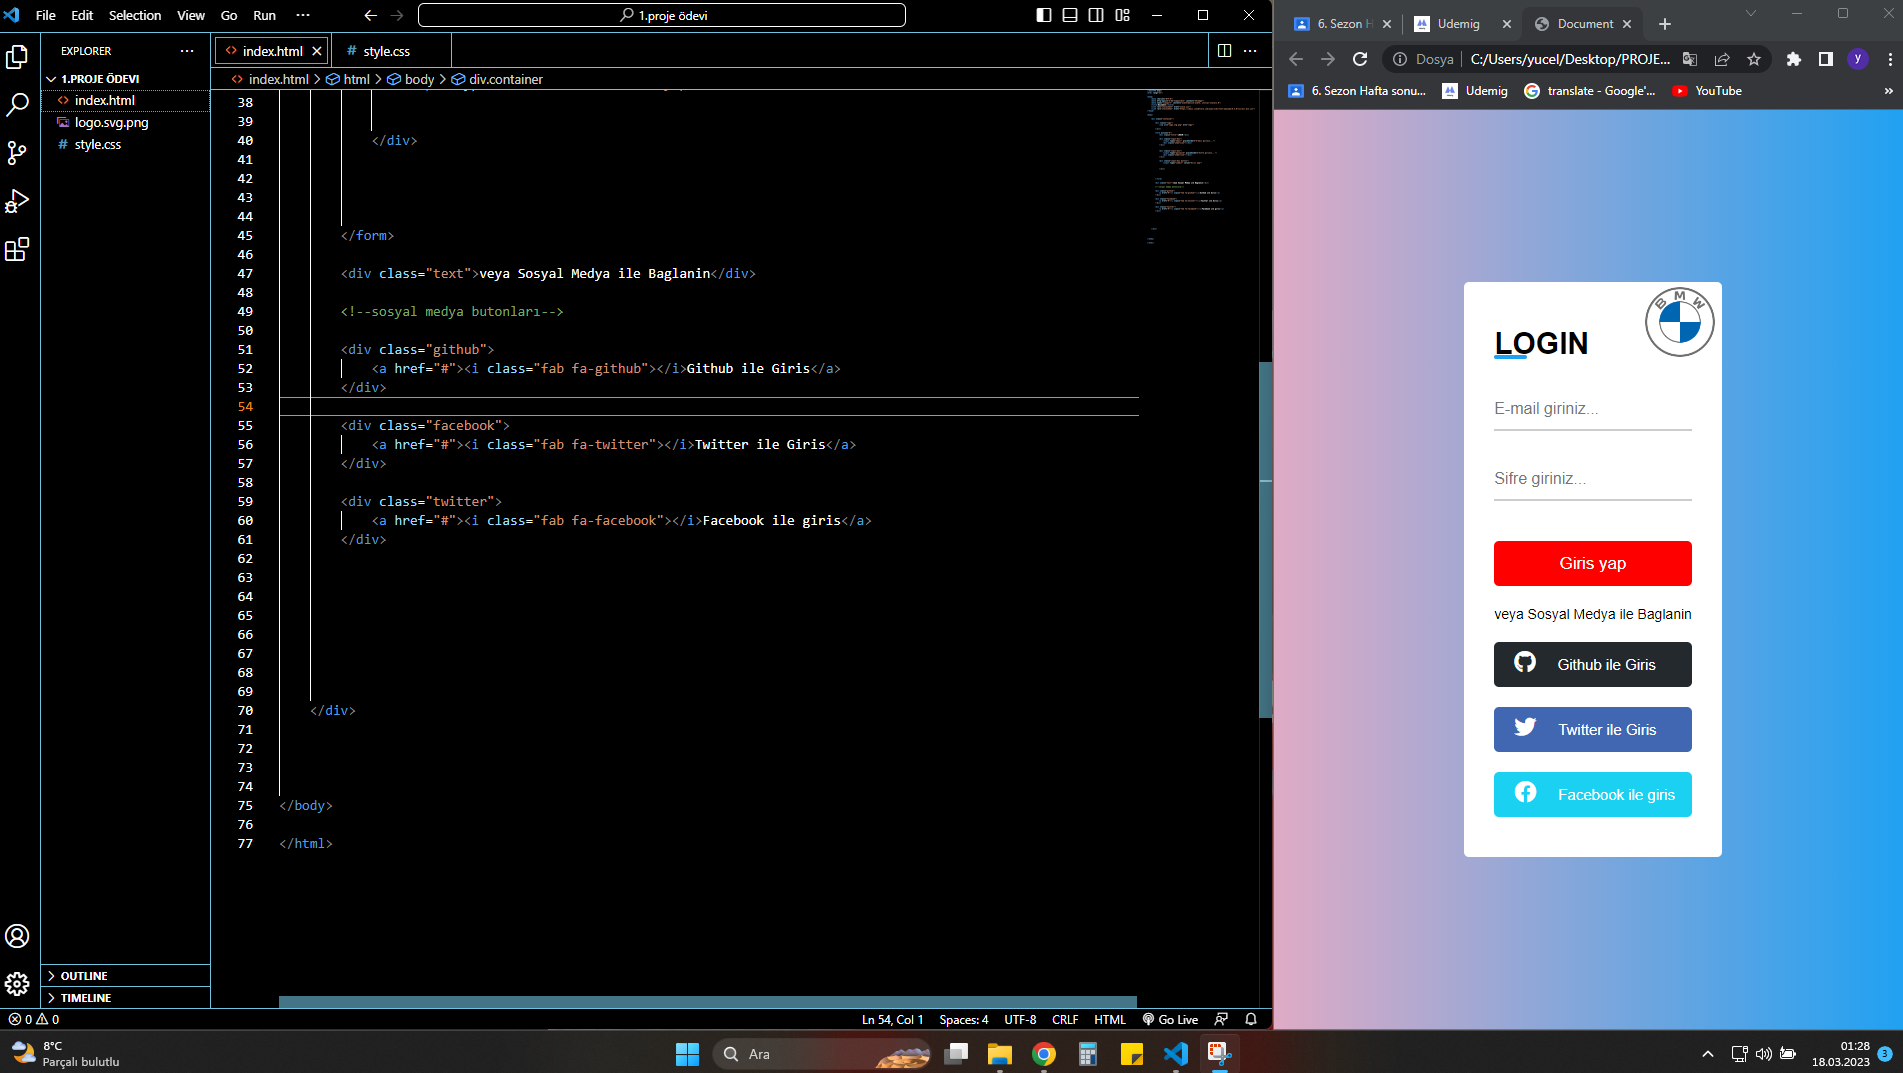 File Edit Selection View Go Run ··· 1.proje ödevi
EXPLORER ···
1.PROJE ÖDEVI
index.html
logo.svg.png
style.css
OUTLINE
TIMELINE
index.html style.css
index.html > html > body > div.container
38
39
40 </div>
41
42
43
44
45 </form>
46
47 <div class="text">veya Sosyal Medya ile Baglanin</div>
48
49 <!--sosyal medya butonları-->
50
51 <div class="github">
52 <a href="#"><i class="fab fa-github"></i>Github ile Giris</a>
53 </div>
54
55 <div class="facebook">
56 <a href="#"><i class="fab fa-twitter"></i>Twitter ile Giris</a>
57 </div>
58
59 <div class="twitter">
60 <a href="#"><i class="fab fa-facebook"></i>Facebook ile giris</a>
61 </div>
62
63
64
65
66
67
68
69
70 </div>
71
72
73
74
75 </body>
76
77 </html>
0 0 Ln 54, Col 1 Spaces: 4 UTF-8 CRLF HTML Go Live
6. Sezon H Udemig Document
Dosya C:/Users/yucel/Desktop/PROJE... y
6. Sezon Hafta sonu... Udemig translate - Google'... YouTube »
BMW
LOGIN
E-mail giriniz...
Sifre giriniz...
Giris yap
veya Sosyal Medya ile Baglanin
Github ile Giris
Twitter ile Giris
Facebook ile giris
8°C
Parçalı bulutlu
Ara
01:28
18.03.2023
3